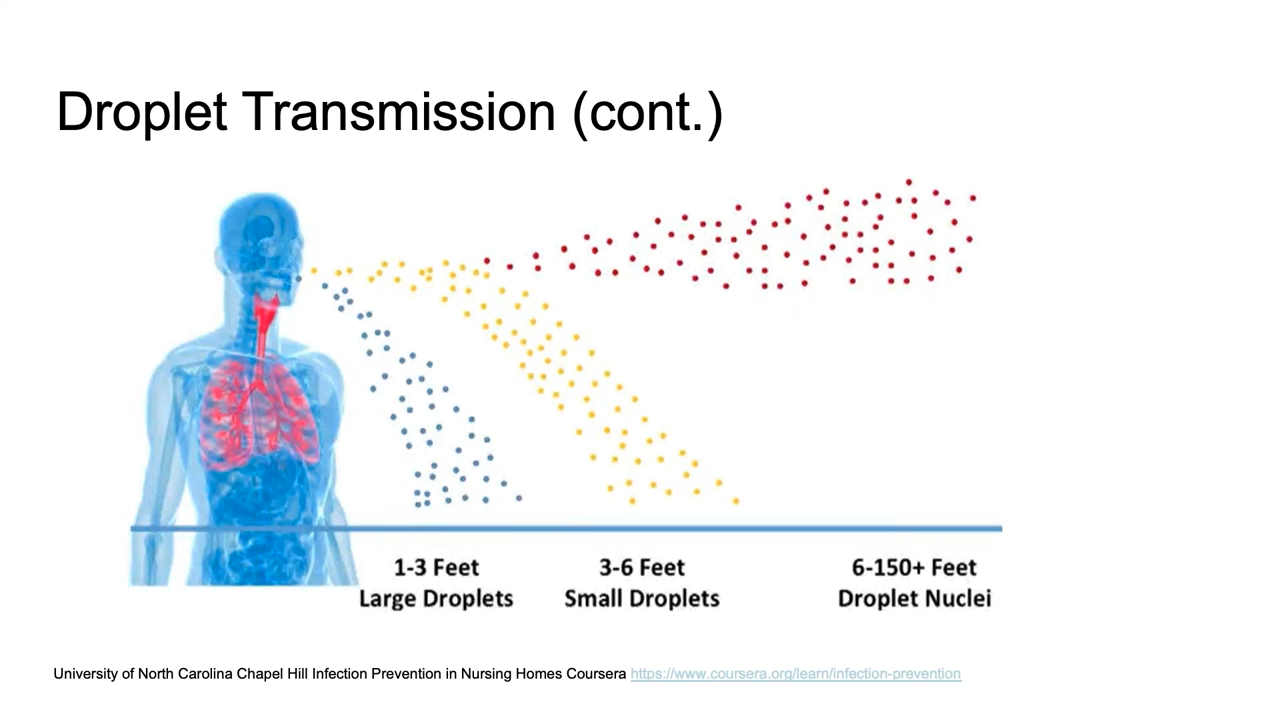 Droplet Transmission (cont.)
1-3 Feet
Large Droplets
3-6 Feet
Small Droplets
6-150+ Feet
Droplet Nuclei
University of North Carolina Chapel Hill Infection Prevention in Nursing Homes Coursera https://www.coursera.org/learn/infection-prevention